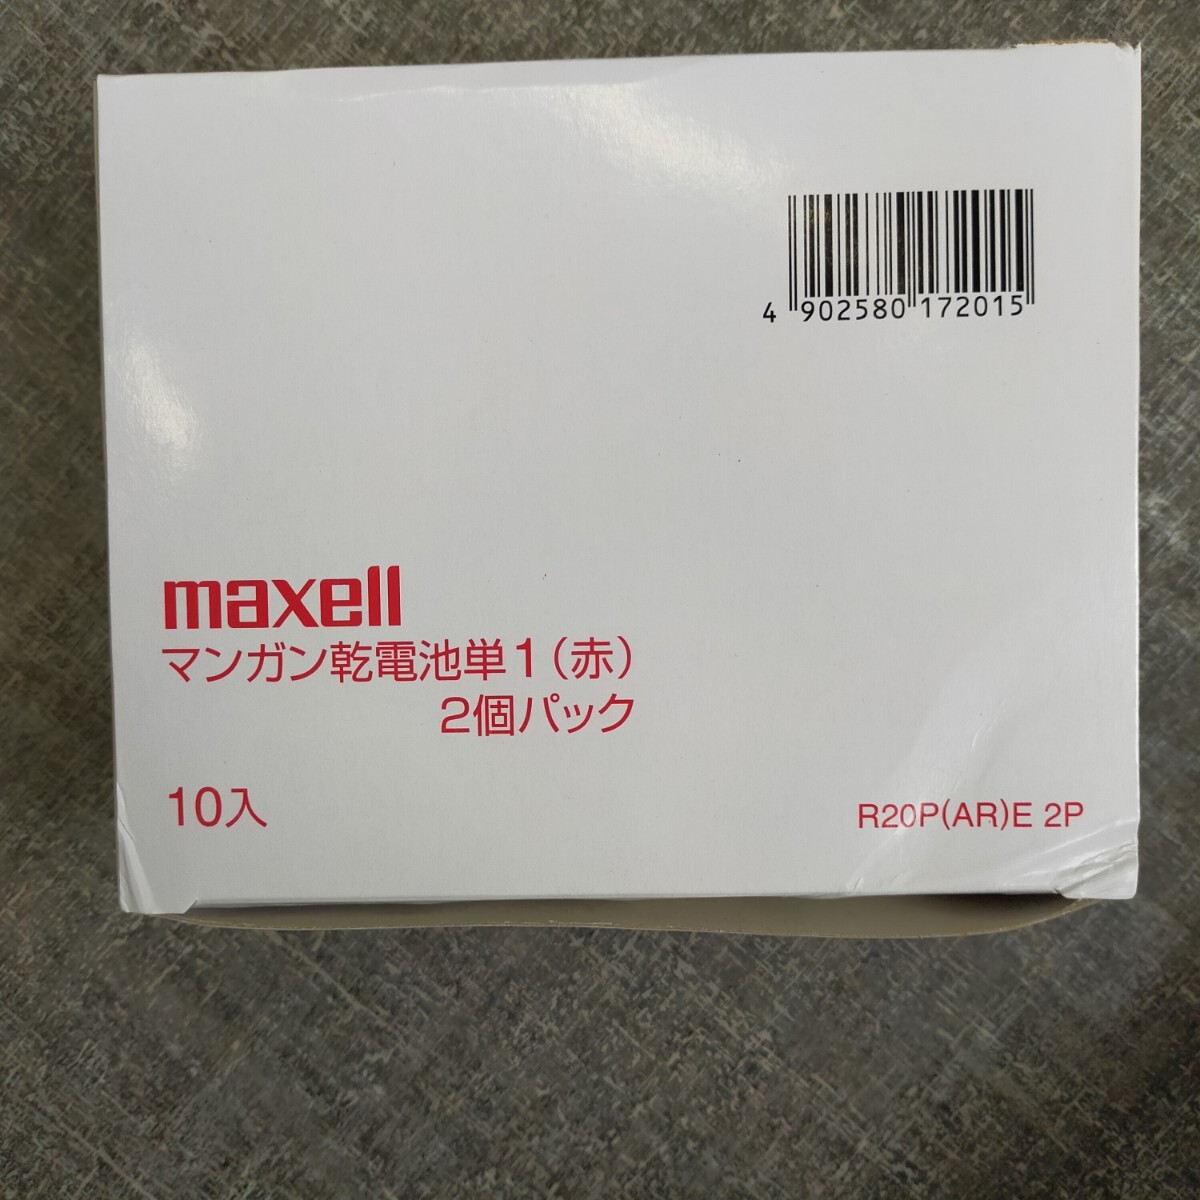 4 902580 172015
maxell
マンガン乾電池単1（赤）
2個パック
10入
R20P(AR)E 2P